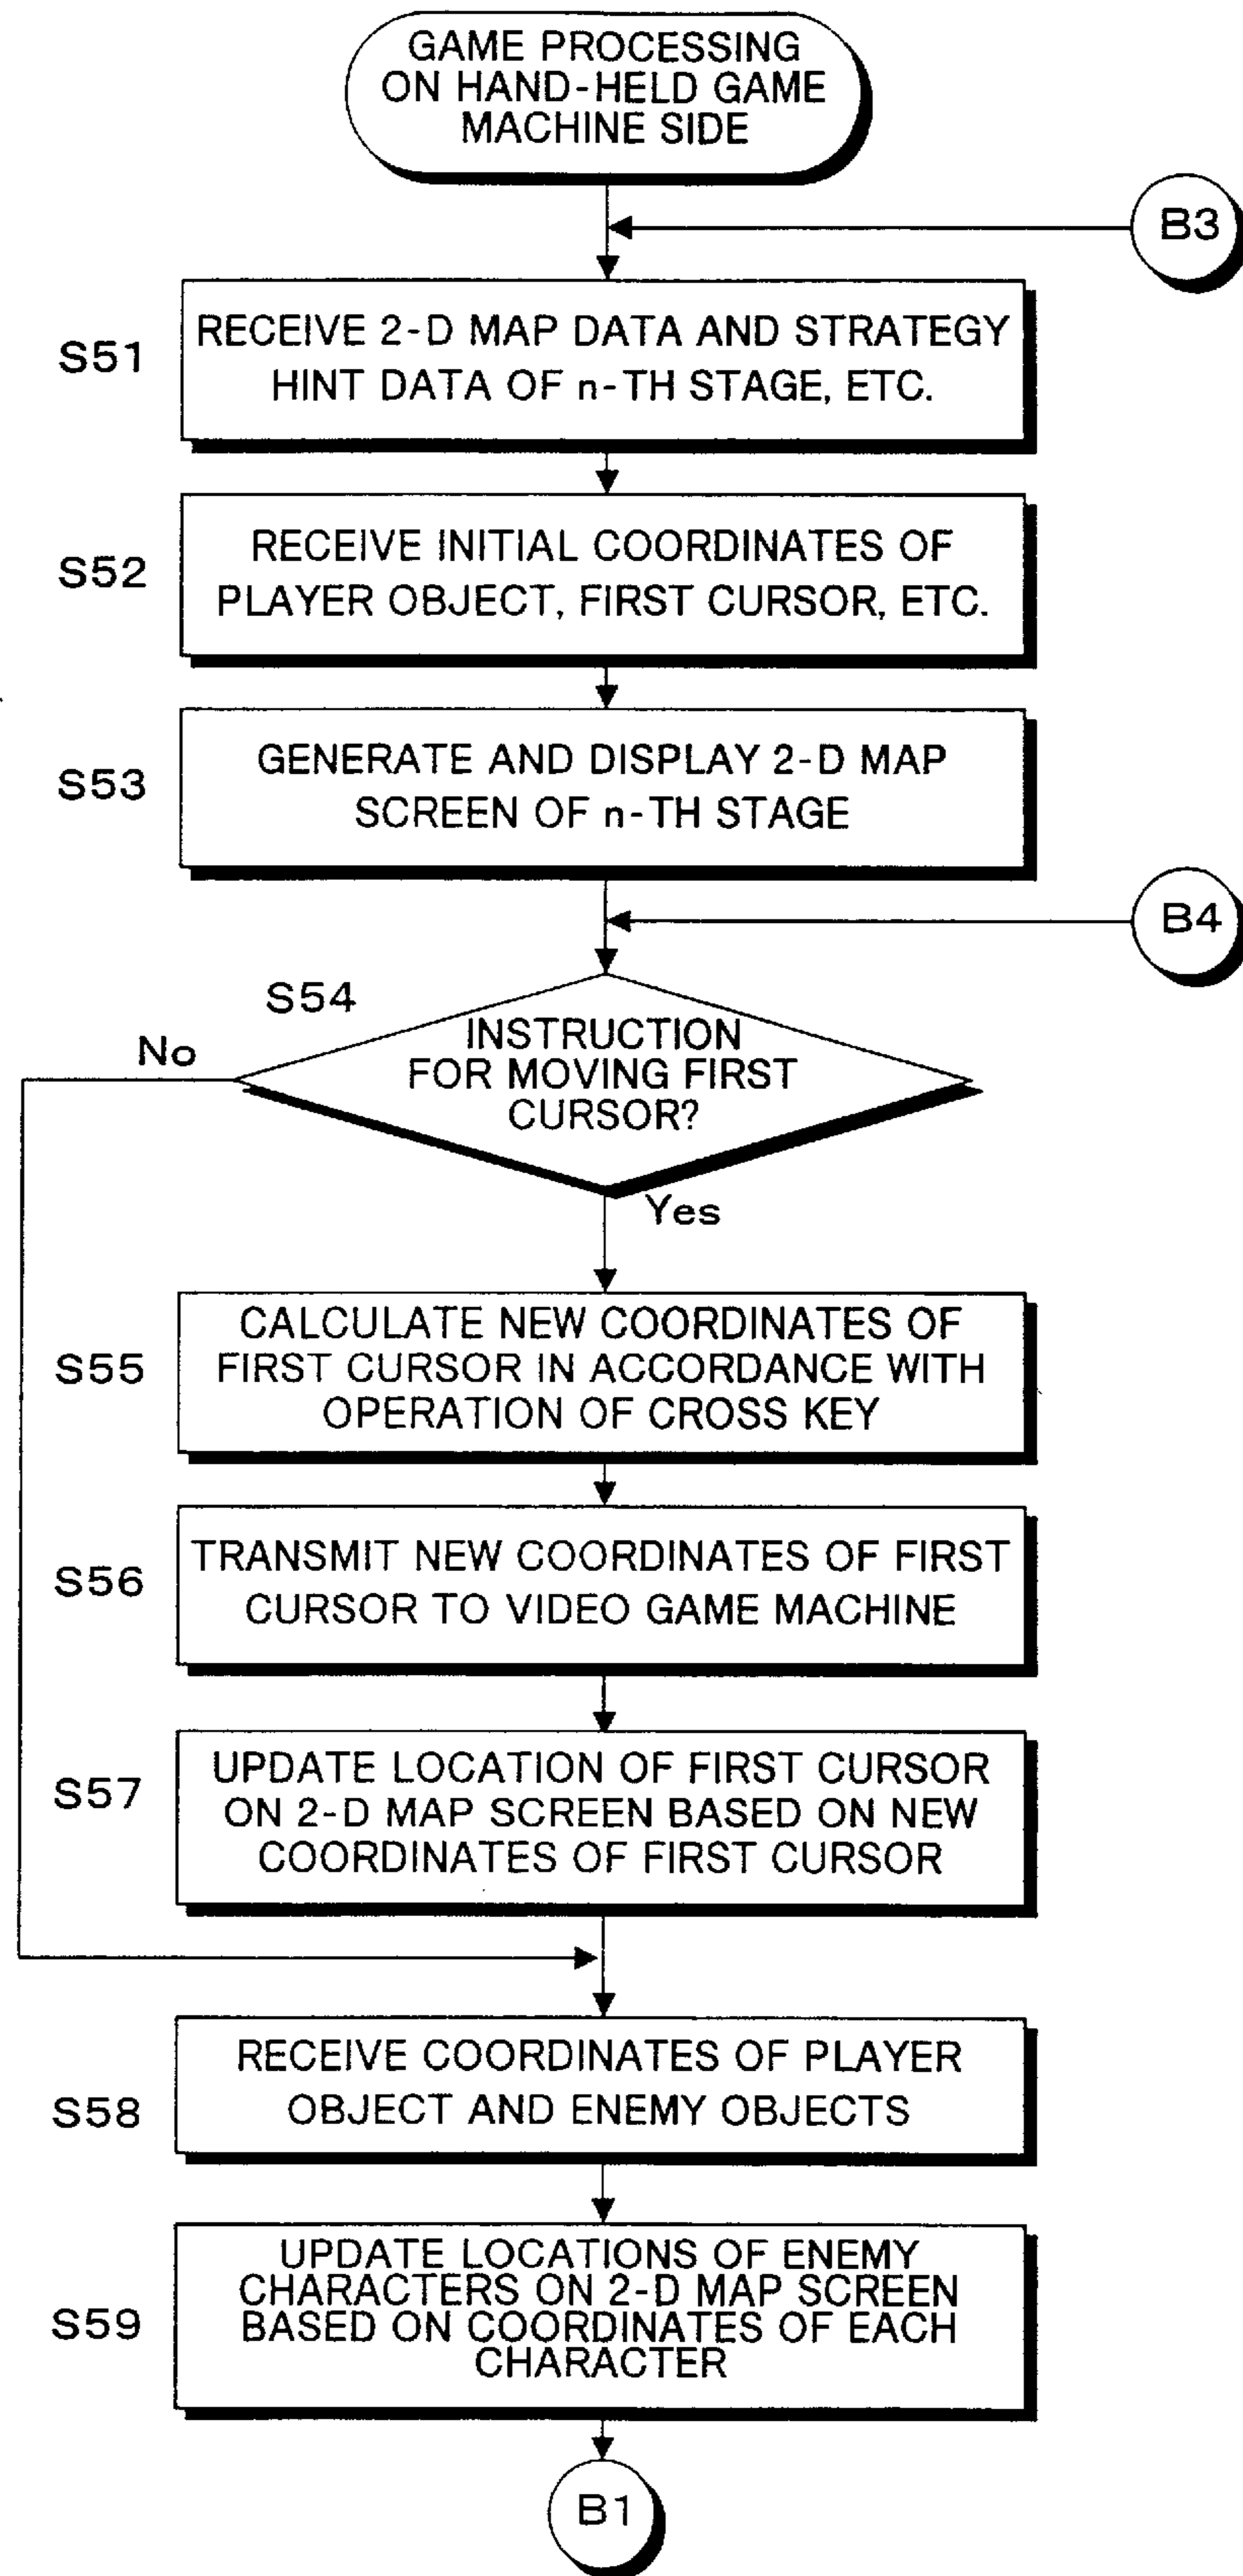 GAME PROCESSING
ON HAND-HELD GAME
MACHINE SIDE
B3
S51
RECEIVE 2-D MAP DATA AND STRATEGY
HINT DATA OF n-TH STAGE, ETC.
S52
RECEIVE INITIAL COORDINATES OF
PLAYER OBJECT, FIRST CURSOR, ETC.
S53
GENERATE AND DISPLAY 2-D MAP
SCREEN OF n-TH STAGE
B4
S54
No
INSTRUCTION
FOR MOVING FIRST
CURSOR?
Yes
S55
CALCULATE NEW COORDINATES OF
FIRST CURSOR IN ACCORDANCE WITH
OPERATION OF CROSS KEY
S56
TRANSMIT NEW COORDINATES OF FIRST
CURSOR TO VIDEO GAME MACHINE
S57
UPDATE LOCATION OF FIRST CURSOR
ON 2-D MAP SCREEN BASED ON NEW
COORDINATES OF FIRST CURSOR
S58
RECEIVE COORDINATES OF PLAYER
OBJECT AND ENEMY OBJECTS
S59
UPDATE LOCATIONS OF ENEMY
CHARACTERS ON 2-D MAP SCREEN
BASED ON COORDINATES OF EACH
CHARACTER
B1